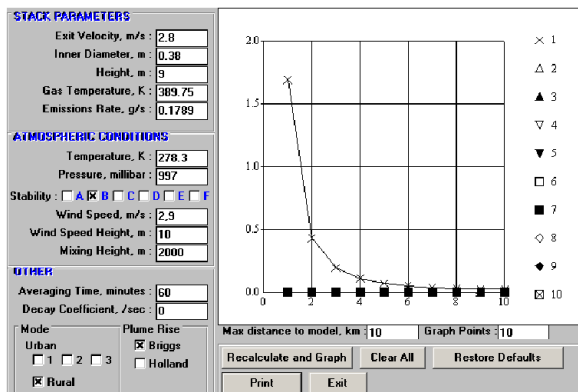 STACK PARAMETERS
Exit Velocity, m/s : 2.8
Inner Diameter, m : 0.38
Height, m : 9
Gas Temperature, K : 389.75
Emissions Rate, g/s : 0.1789
ATMOSPHERIC CONDITIONS
Temperature, K : 278.3
Pressure, millibar : 997
Stability : A B C D E F
Wind Speed, m/s : 2,9
Wind Speed Height, m : 10
Mixing Height, m : 2000
OTHER
Averaging Time, minutes : 60
Decay Coefficient, /sec : 0
Mode
Urban
1 2 3
Rural
Plume Rise
Briggs
Holland
2.0
1.5
1.0
0.5
0.0
0 2 4 6 8 10
1
2
3
4
5
6
7
8
9
10
Max distance to model, km : 10 Graph Points : 10
Recalculate and Graph Clear All Restore Defaults
Print Exit